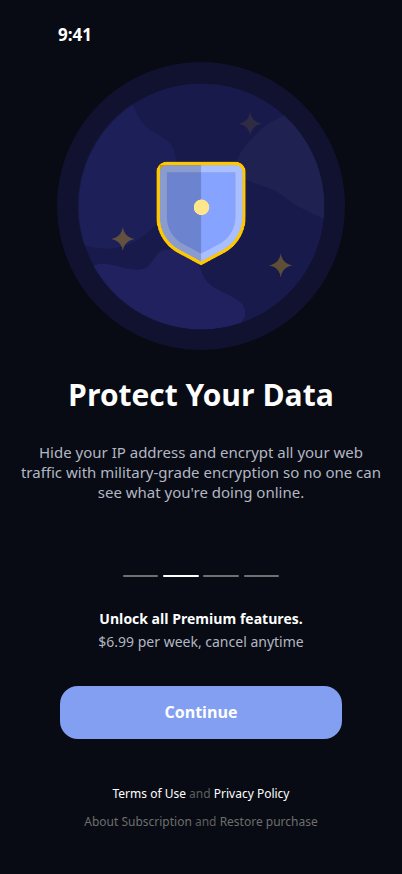 9:41
Protect Your Data
Hide your IP address and encrypt all your web
traffic with military-grade encryption so no one can
see what you're doing online.
Unlock all Premium features.
$6.99 per week, cancel anytime
Continue
Terms of Use and Privacy Policy
About Subscription and Restore purchase